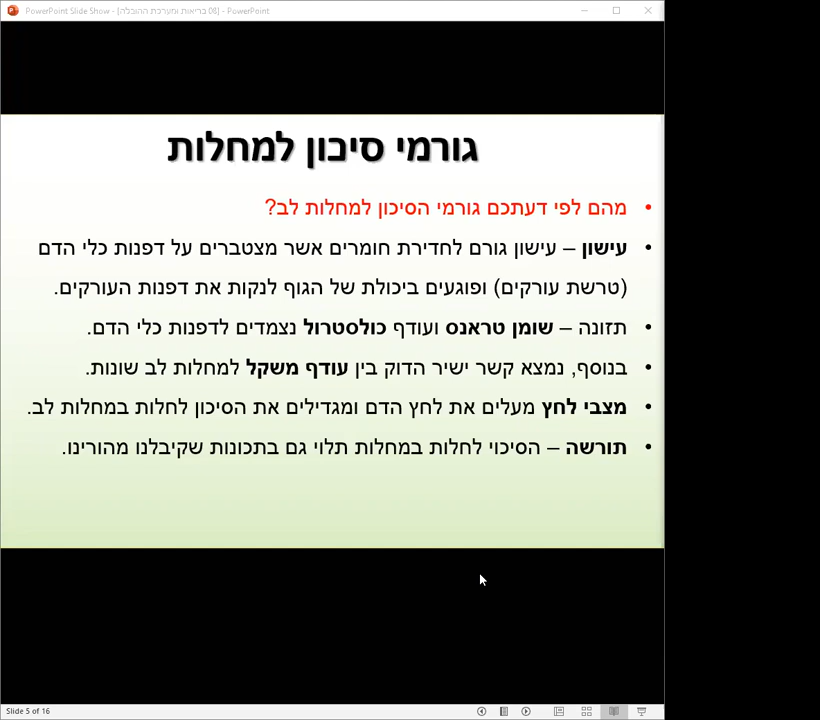 PowerPoint Slide Show - [08 בריאות ומערכת ההובלה] - PowerPoint
גורמי סיכון למחלות
• מהם לפי דעתכם גורמי הסיכון למחלות לב?
• עישון – עישון גורם לחדירת חומרים אשר מצטברים על דפנות כלי הדם
(טרשת עורקים) ופוגעים ביכולת של הגוף לנקות את דפנות העורקים.
• תזונה – שומן טראנס ועודף כולסטרול נצמדים לדפנות כלי הדם.
• בנוסף, נמצא קשר ישיר הדוק בין עודף משקל למחלות לב שונות.
• מצבי לחץ מעלים את לחץ הדם ומגדילים את הסיכון לחלות במחלות לב.
• תורשה – הסיכוי לחלות במחלות תלוי גם בתכונות שקיבלנו מהורינו.
Slide 5 of 16